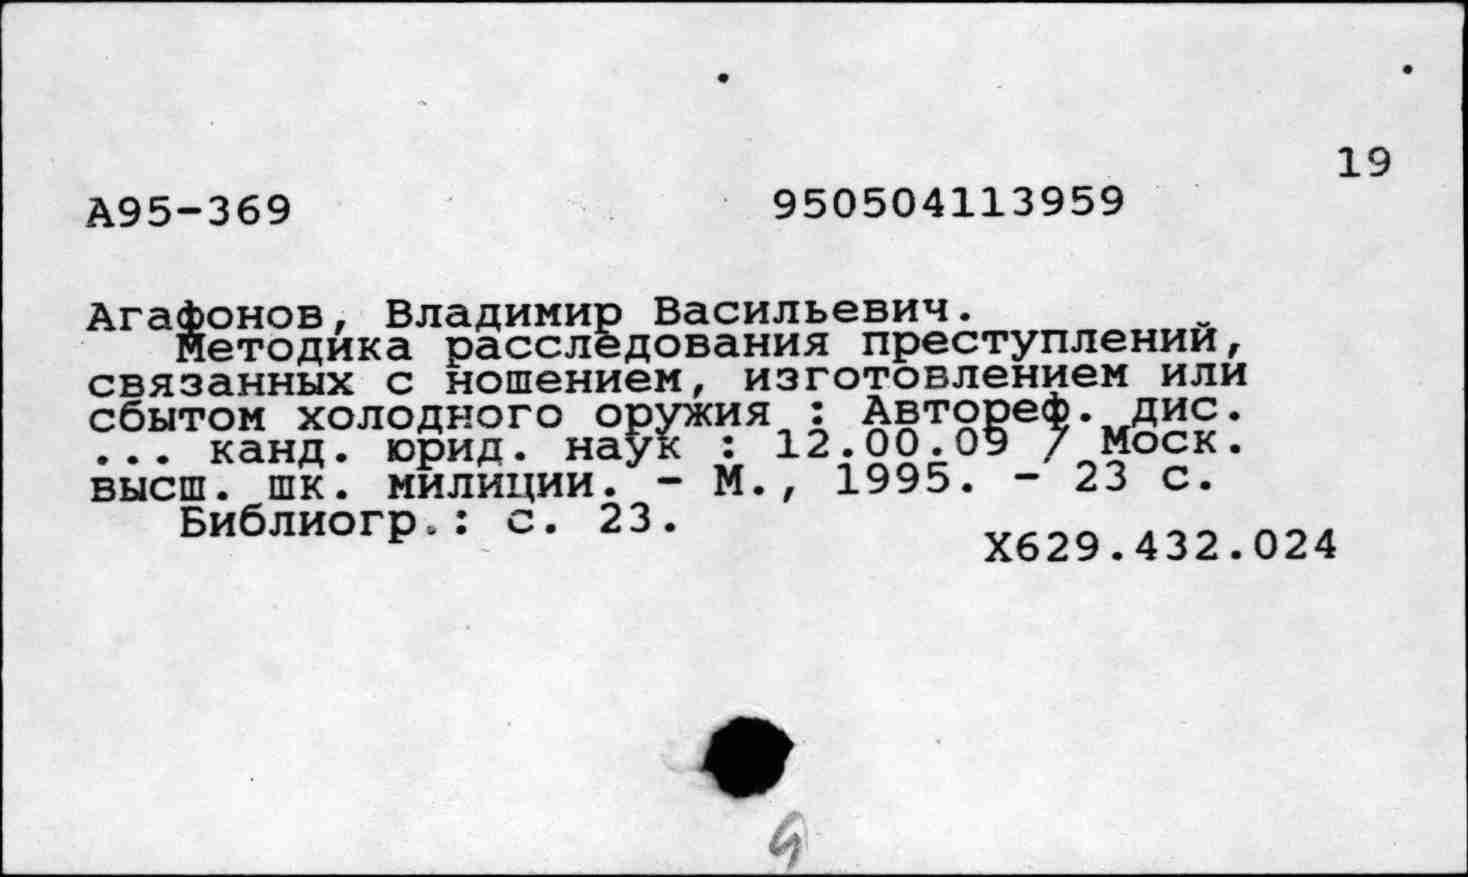 19
А95-369 950504113959
Агафонов, Владимир Васильевич.
Методика расследования преступлений,
связанных с ношением, изготовлением или
сбытом холодного оружия : Автореф. дис.
... канд. юрид. наук : 12.00.09 / Моск.
высш. шк. милиции. - М., 1995. - 23 с.
Библиогр.: с. 23.
Х629.432.024